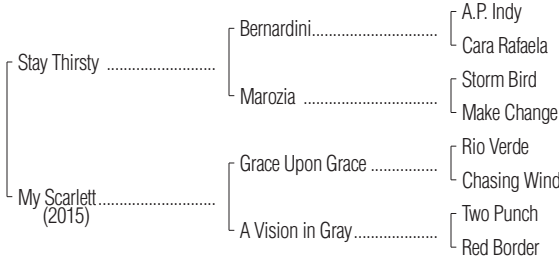 A.P. Indy
Bernardini
Cara Rafaela
Stay Thirsty
Storm Bird
Marozia
Make Change
Rio Verde
Grace Upon Grace
Chasing Wind
My Scarlett
(2015)
Two Punch
A Vision in Gray
Red Border